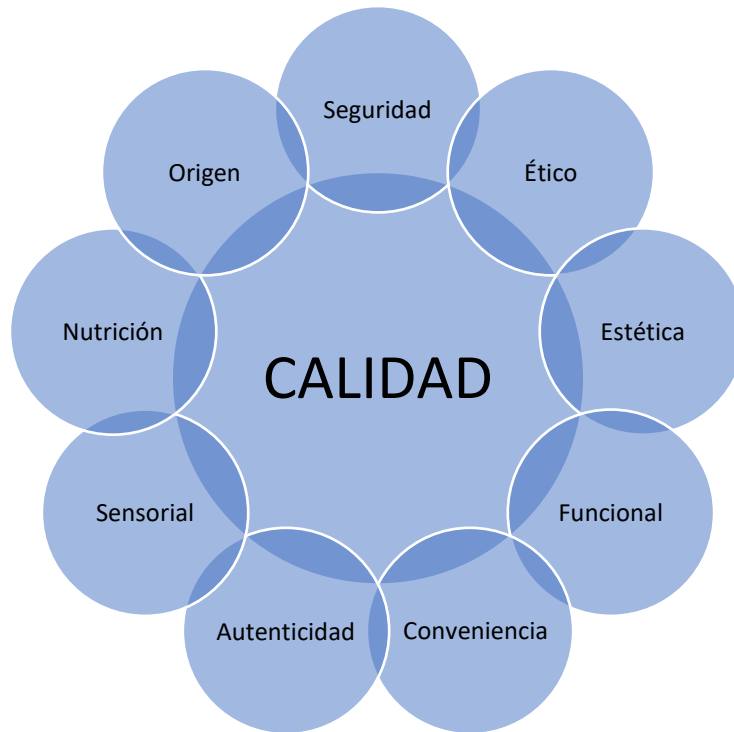 Seguridad
Origen
Ético
Nutrición
Estética
CALIDAD
Sensorial
Funcional
Autenticidad
Conveniencia